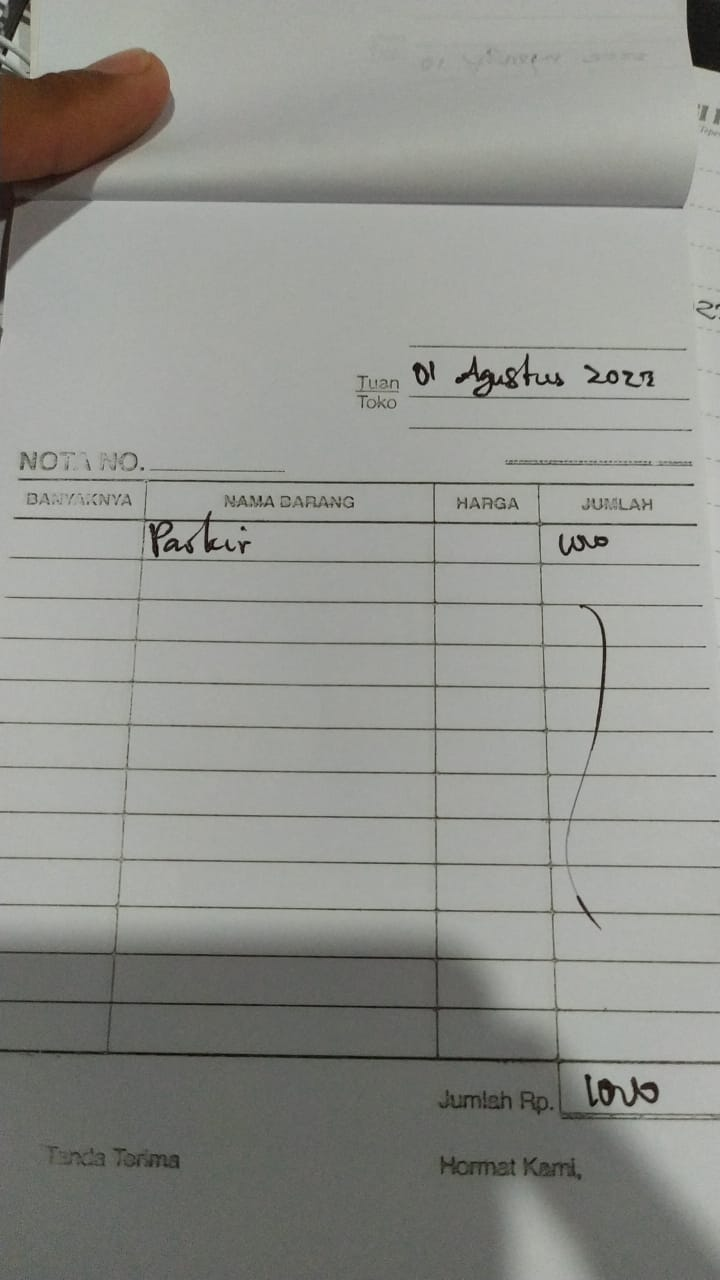 Tuan 01 Agustus 2023
Toko
NOTA NO.
BANYAKNYA NAMA BARANG HARGA JUMLAH
Parkir 1000
Jumlah Rp. 1000
Tanda Terima Hormat Kami,